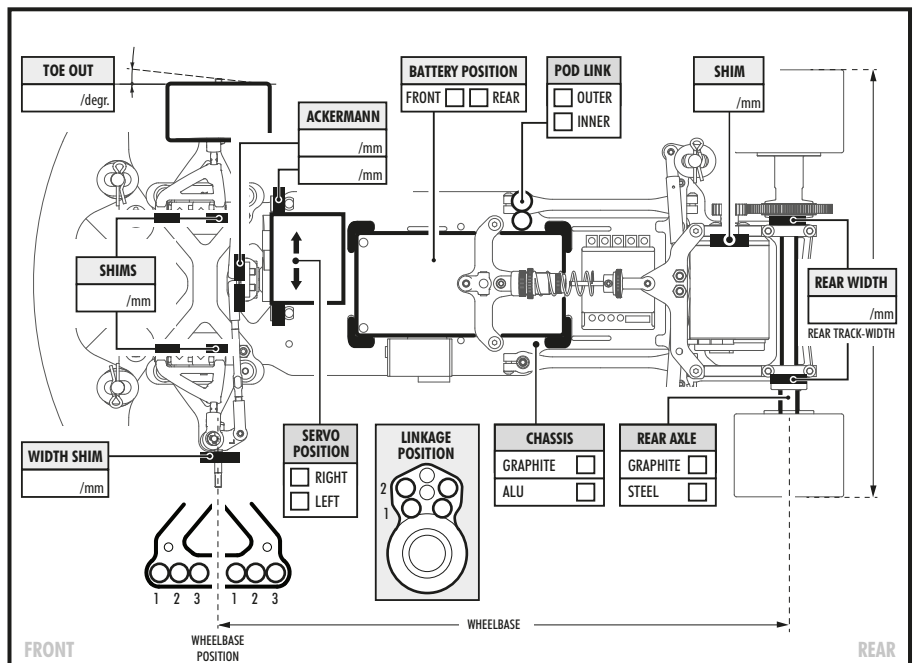 TOE OUT
/degr.
BATTERY POSITION
FRONT REAR
POD LINK
OUTER
INNER
SHIM
/mm
ACKERMANN
/mm
/mm
SHIMS
/mm
REAR WIDTH
/mm
REAR TRACK-WIDTH
WIDTH SHIM
/mm
SERVO
POSITION
RIGHT
LEFT
LINKAGE
POSITION
2
1
CHASSIS
GRAPHITE
ALU
REAR AXLE
GRAPHITE
STEEL
1 2 3 1 2 3
WHEELBASE
POSITION
WHEELBASE
FRONT
REAR